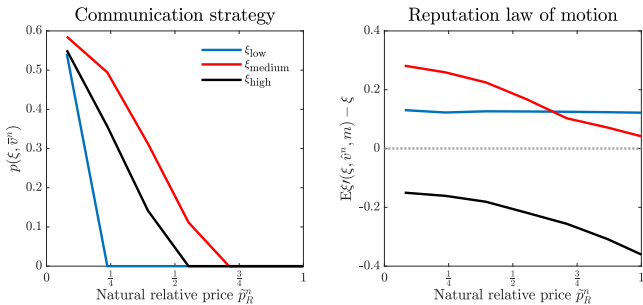 Communication strategy
0.6
0.5
0.4
0.3
0.2
0.1
0
p(ξ, v̄ⁿ)
ξlow
ξmedium
ξhigh
0
1/4
1/2
3/4
1
Natural relative price p̃ⁿR
Reputation law of motion
0.4
0.2
0
-0.2
-0.4
Eξ′(ξ, v̂ⁿ, m) − ξ
0
1/4
1/2
3/4
1
Natural relative price p̃ⁿR